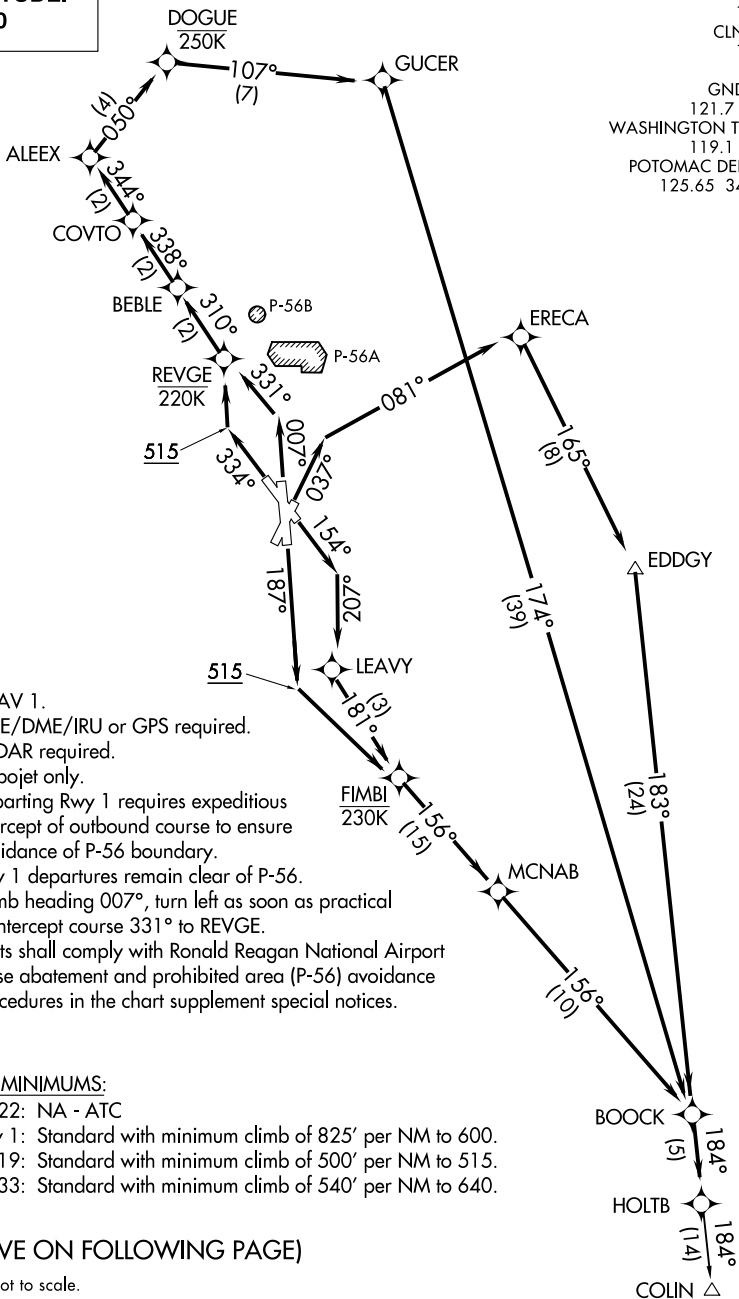 DOGUE
250K
GUCER
107°
(7)
(4)
050°
ALEEX
344°
(2)
COVTO
338°
(2)
BEBLE
310°
(2)
P-56B
P-56A
REVGE
220K
331°
007°
515
334°
037°
081°
ERECA
165°
(8)
EDDGY
154°
207°
187°
LEAVY
515
(3)
181°
FIMBI
230K
156°
(15)
MCNAB
156°
(10)
174°
(39)
183°
(24)
BOOCK
184°
(5)
HOLTB
184°
(14)
COLIN
GND
121.7
WASHINGTON T
119.1
POTOMAC DE
125.65 34
AV 1.
E/DME/IRU or GPS required.
DAR required.
bojet only.
parting Rwy 1 requires expeditious
rcept of outbound course to ensure
idance of P-56 boundary.
y 1 departures remain clear of P-56.
mb heading 007°, turn left as soon as practical
ntercept course 331° to REVGE.
ts shall comply with Ronald Reagan National Airport
se abatement and prohibited area (P-56) avoidance
cedures in the chart supplement special notices.
MINIMUMS:
22: NA - ATC
y 1: Standard with minimum climb of 825' per NM to 600.
19: Standard with minimum climb of 500' per NM to 515.
33: Standard with minimum climb of 540' per NM to 640.
VE ON FOLLOWING PAGE)
ot to scale.